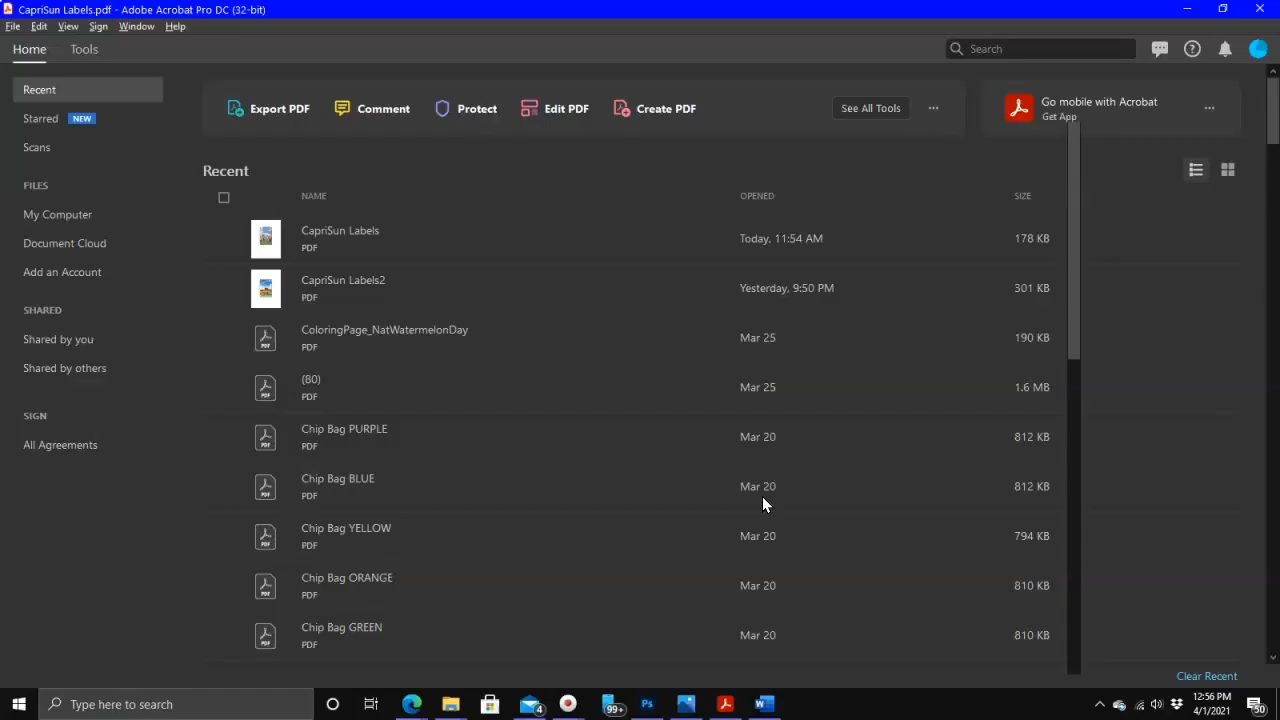 CapriSun Labels.pdf - Adobe Acrobat Pro DC (32-bit)
File Edit View Sign Window Help
Home Tools Search
Recent
Starred NEW
Scans
FILES
My Computer
Document Cloud
Add an Account
SHARED
Shared by you
Shared by others
SIGN
All Agreements
Export PDF Comment Protect Edit PDF Create PDF See All Tools ...
Go mobile with Acrobat ...
Get App
Recent
NAME OPENED SIZE
CapriSun Labels Today, 11:54 AM 178 KB
PDF
CapriSun Labels2 Yesterday, 9:50 PM 301 KB
PDF
ColoringPage_NatWatermelonDay Mar 25 190 KB
PDF
(80) Mar 25 1.6 MB
PDF
Chip Bag PURPLE Mar 20 812 KB
PDF
Chip Bag BLUE Mar 20 812 KB
PDF
Chip Bag YELLOW Mar 20 794 KB
PDF
Chip Bag ORANGE Mar 20 810 KB
PDF
Chip Bag GREEN Mar 20 810 KB
PDF
Clear Recent
Type here to search 4 99+ Ps W 12:56 PM
4/1/2021 50